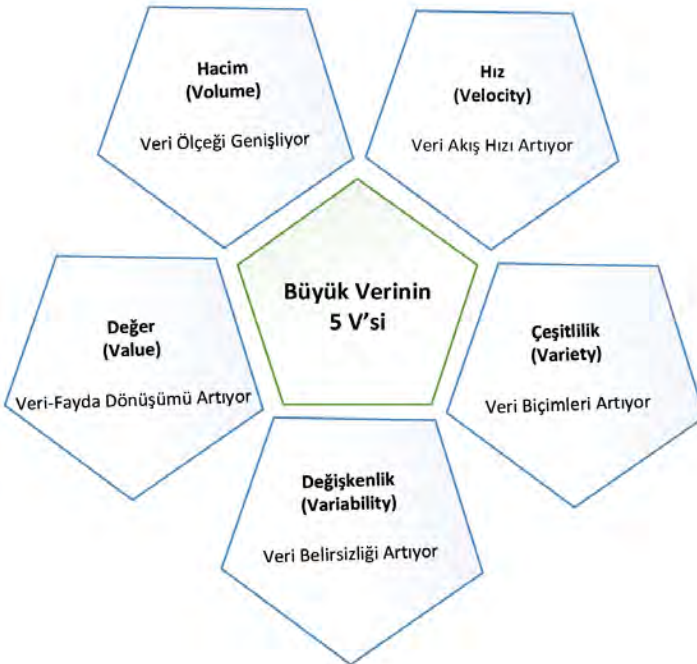 Hacim
(Volume)
Veri Ölçeği Genişliyor
Hız
(Velocity)
Veri Akış Hızı Artıyor
Büyük Verinin
5 V'si
Değer
(Value)
Veri-Fayda Dönüşümü Artıyor
Çeşitlilik
(Variety)
Veri Biçimleri Artıyor
Değişkenlik
(Variability)
Veri Belirsizliği Artıyor